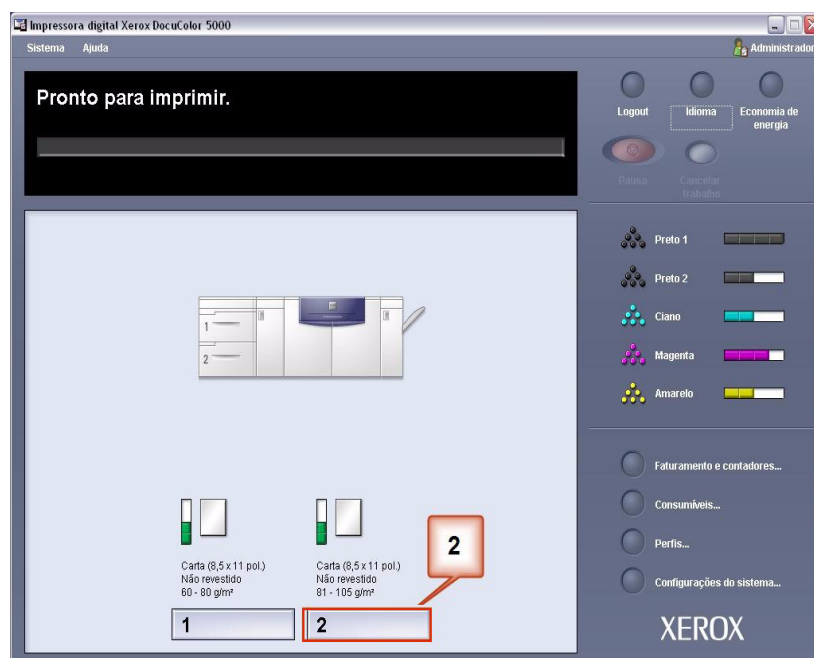 Impressora digital Xerox DocuColor 5000
Sistema Ajuda
Administrador
Pronto para imprimir.
Logout
Idioma
Economia de
energia
Pausa
Cancelar
trabalho
Preto 1
Preto 2
Ciano
Magenta
Amarelo
1
2
Carta (8,5 x 11 pol.)
Não revestido
60 - 80 g/m²
1
Carta (8,5 x 11 pol.)
Não revestido
81 - 105 g/m²
2
2
Faturamento e contadores...
Consumíveis...
Perfis...
Configurações do sistema...
XEROX